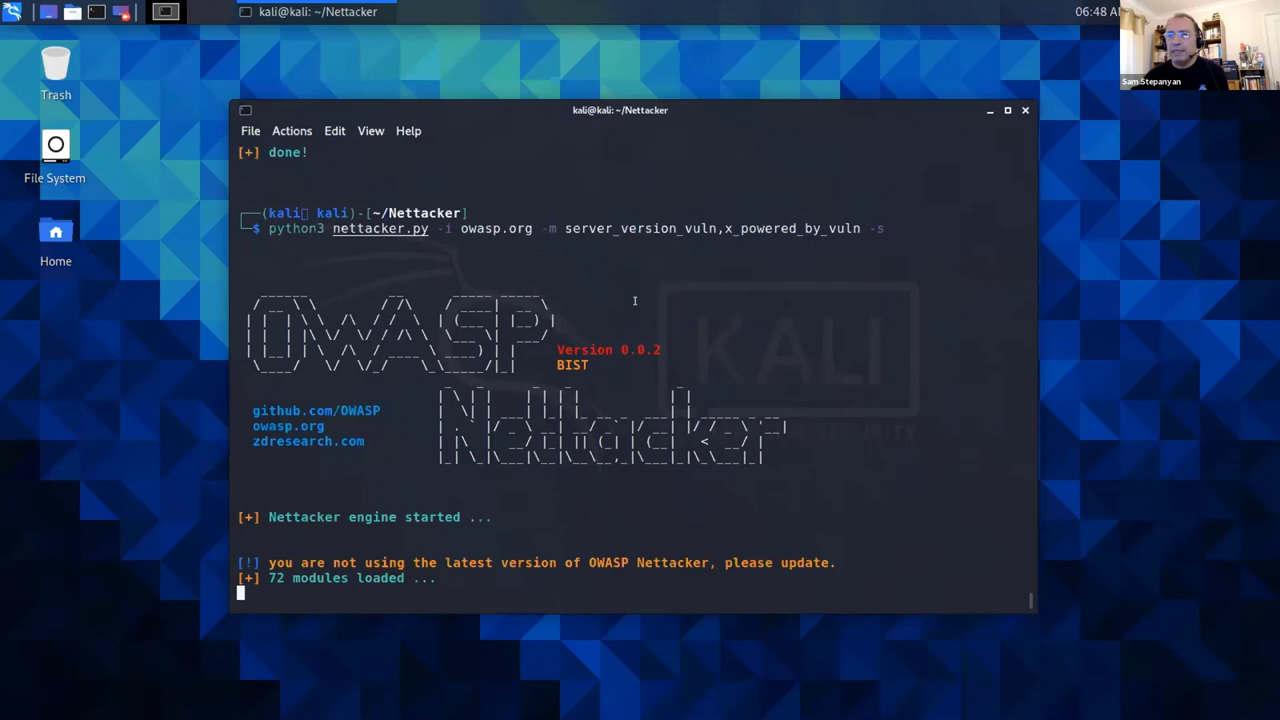 kali@kali: ~/Nettacker
06:48 A
Sam Stepanyan
Trash
File System
Home
kali@kali: ~/Nettacker
File Actions Edit View Help
[+] done!
(kali kali)-[~/Nettacker]
$ python3 nettacker.py -i owasp.org -m server_version_vuln,x_powered_by_vuln -s
OWASP
Version 0.0.2
BIST
KALI
github.com/OWASP
owasp.org
zdresearch.com
Nettacker
[+] Nettacker engine started ...
[!] you are not using the latest version of OWASP Nettacker, please update.
[+] 72 modules loaded ...